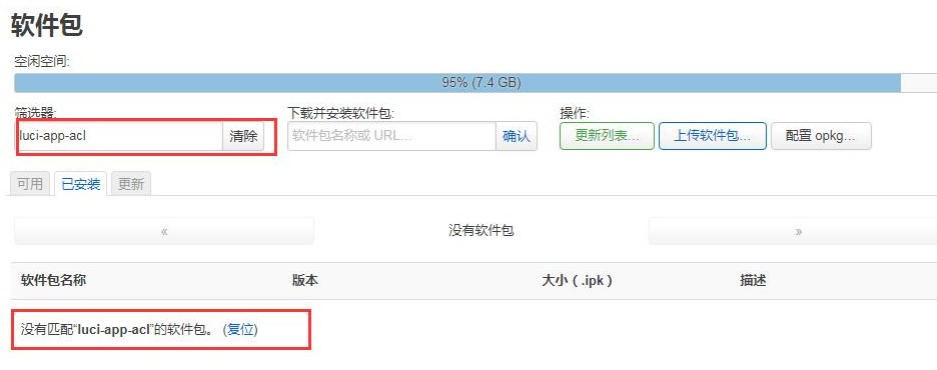 软件包
空闲空间:
95% (7.4 GB)
筛选器: 下载并安装软件包: 操作:
luci-app-acl 清除 软件包名称或 URL... 确认 更新列表... 上传软件包... 配置 opkg...
可用 已安装 更新
« 没有软件包 »
软件包名称 版本 大小 ( .ipk ) 描述
没有匹配“luci-app-acl”的软件包。 (复位)